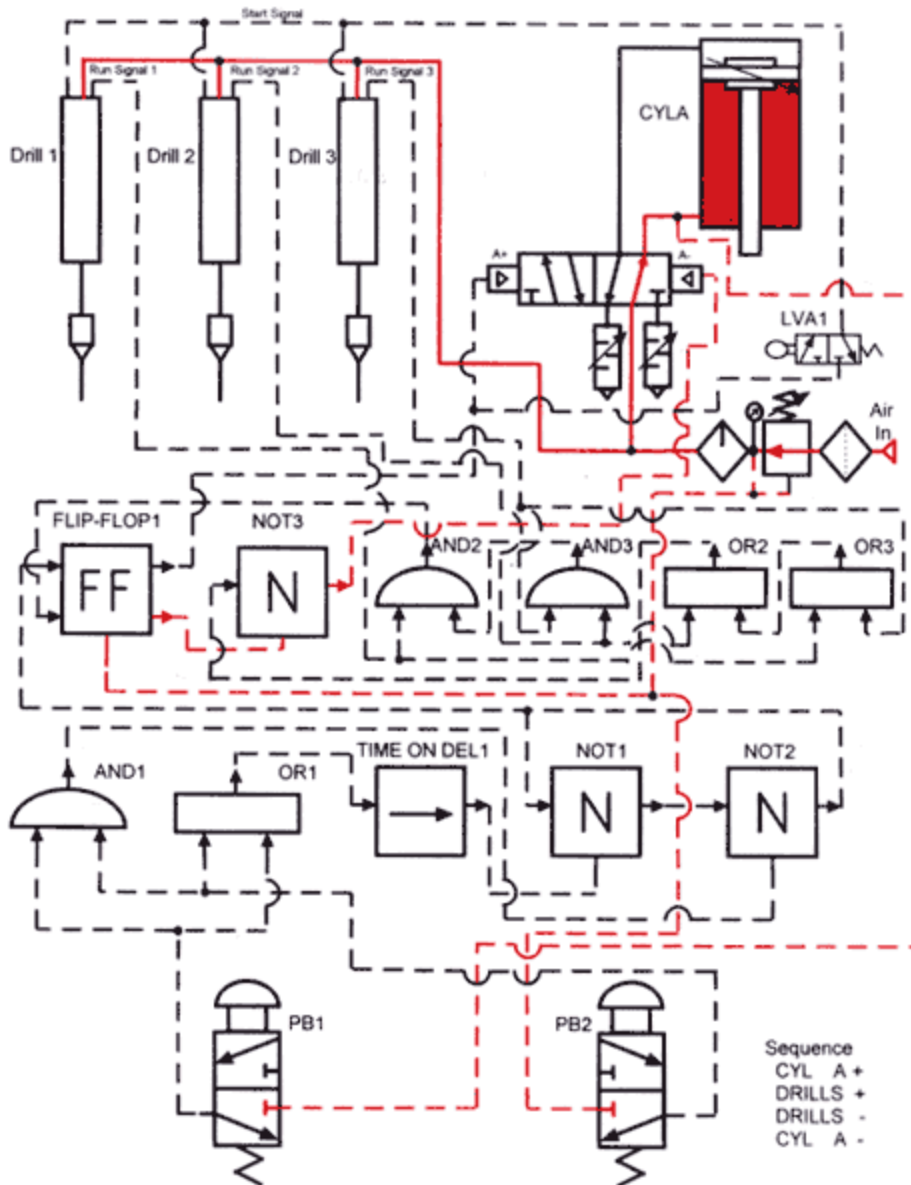 Start Signal
Run Signal 1
Run Signal 2
Run Signal 3
CYLA
Drill 1
Drill 2
Drill 3
A+
A-
LVA1
Air
In
FLIP-FLOP1
NOT3
AND2
AND3
OR2
OR3
FF
N
AND1
OR1
TIME ON DEL1
NOT1
NOT2
N
N
PB1
PB2
Sequence
CYL A +
DRILLS +
DRILLS -
CYL A -